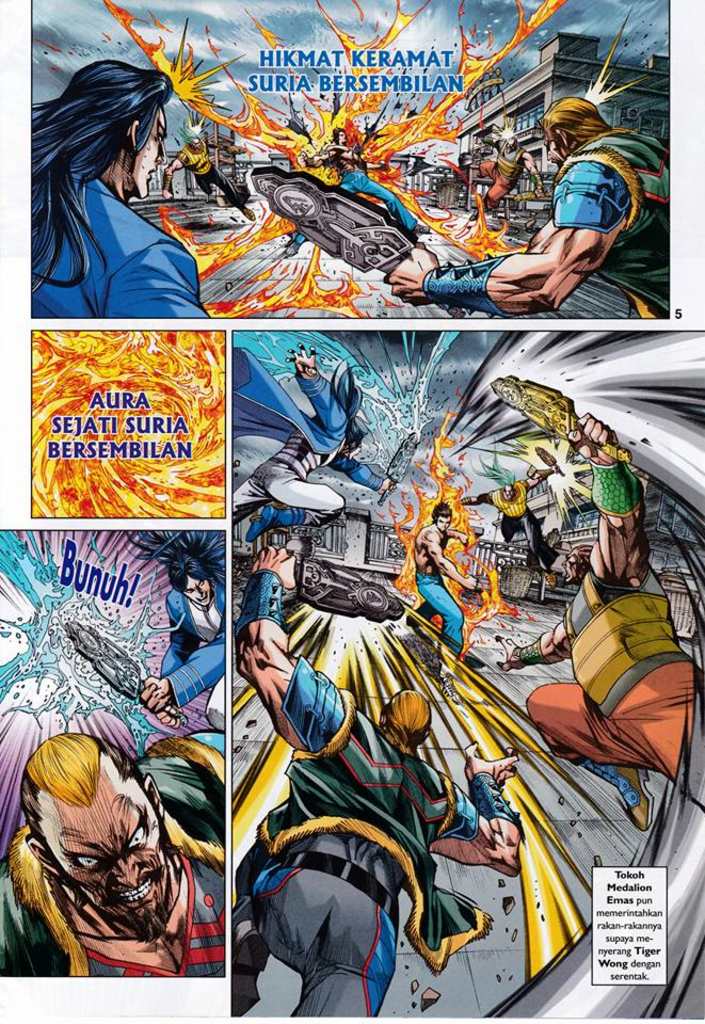 HIKMAT KERAMAT
SURIA BERSEMBILAN
5
AURA
SEJATI SURIA
BERSEMBILAN
Bunuh!
Tokoh
Medalion
Emas pun
memerintahkan
rakan-rakannya
supaya me-
nyerang Tiger
Wong dengan
serentak.